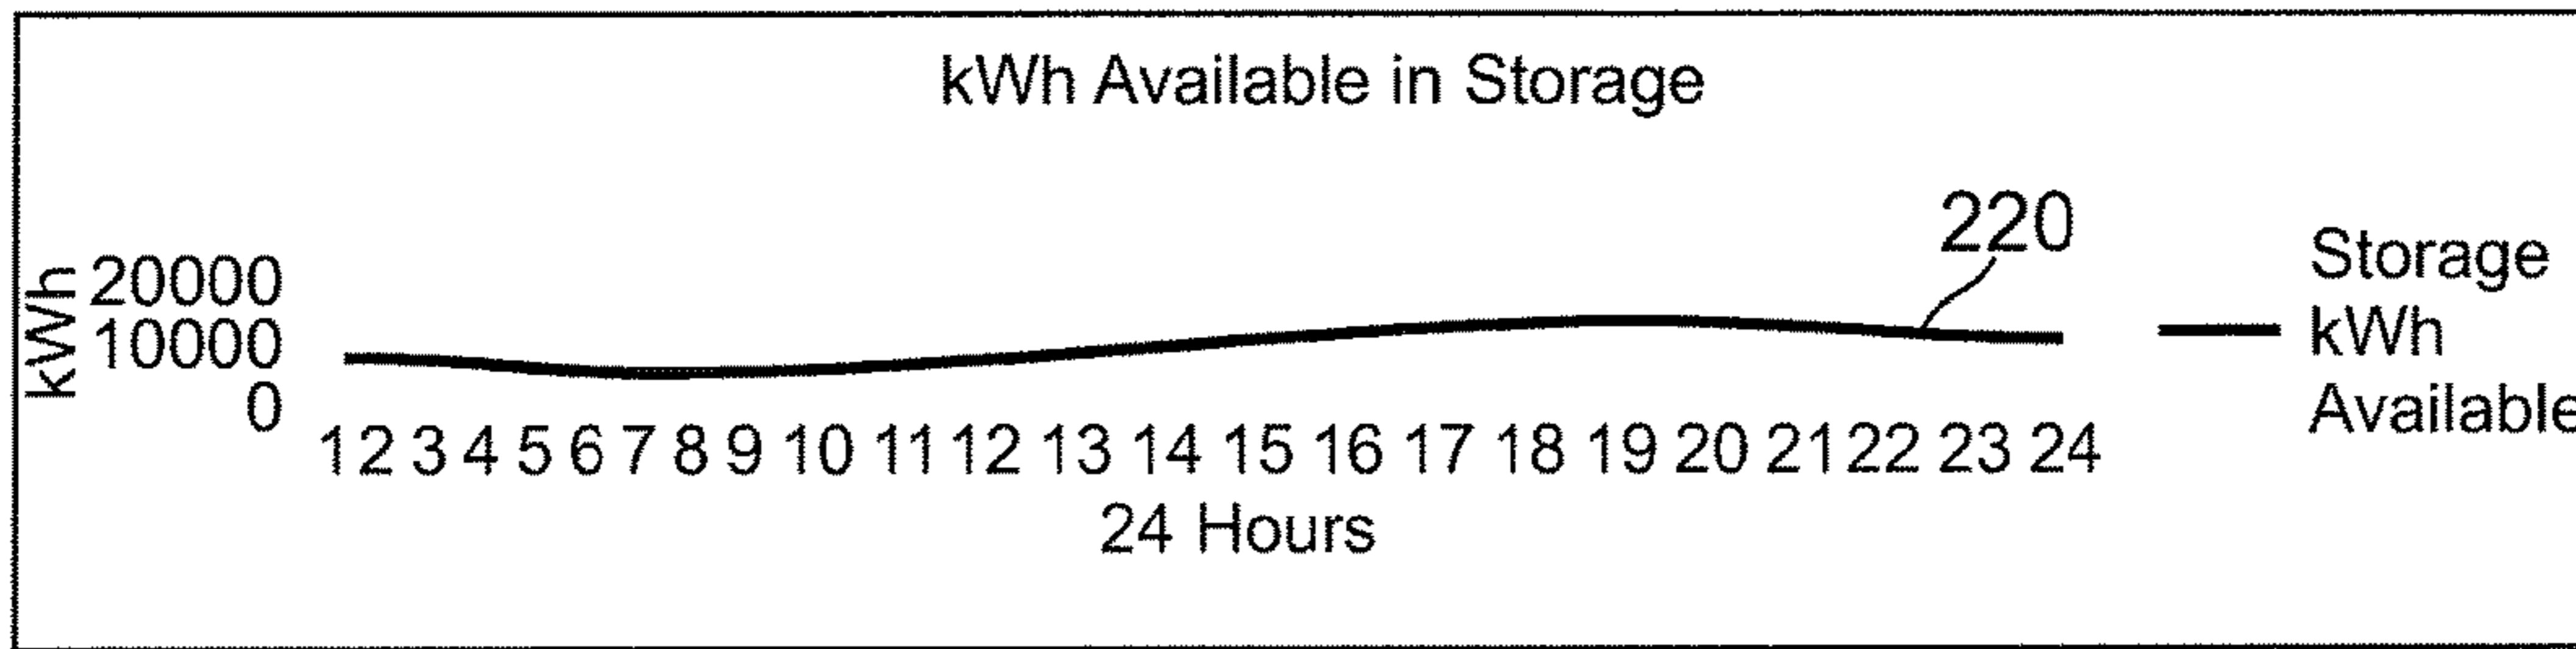 kWh Available in Storage
220
kWh
20000
10000
0
Storage
kWh
Available
1 2 3 4 5 6 7 8 9 10 11 12 13 14 15 16 17 18 19 20 21 22 23 24
24 Hours